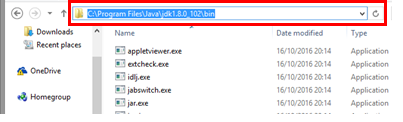 C:\Program Files\Java\jdk1.8.0_102\bin
Downloads
Recent places
OneDrive
Homegroup
Name
Date modified
Type
appletviewer.exe 16/10/2016 20:14 Application
extcheck.exe 16/10/2016 20:14 Application
idlj.exe 16/10/2016 20:14 Application
jabswitch.exe 16/10/2016 20:14 Application
jar.exe 16/10/2016 20:14 Application